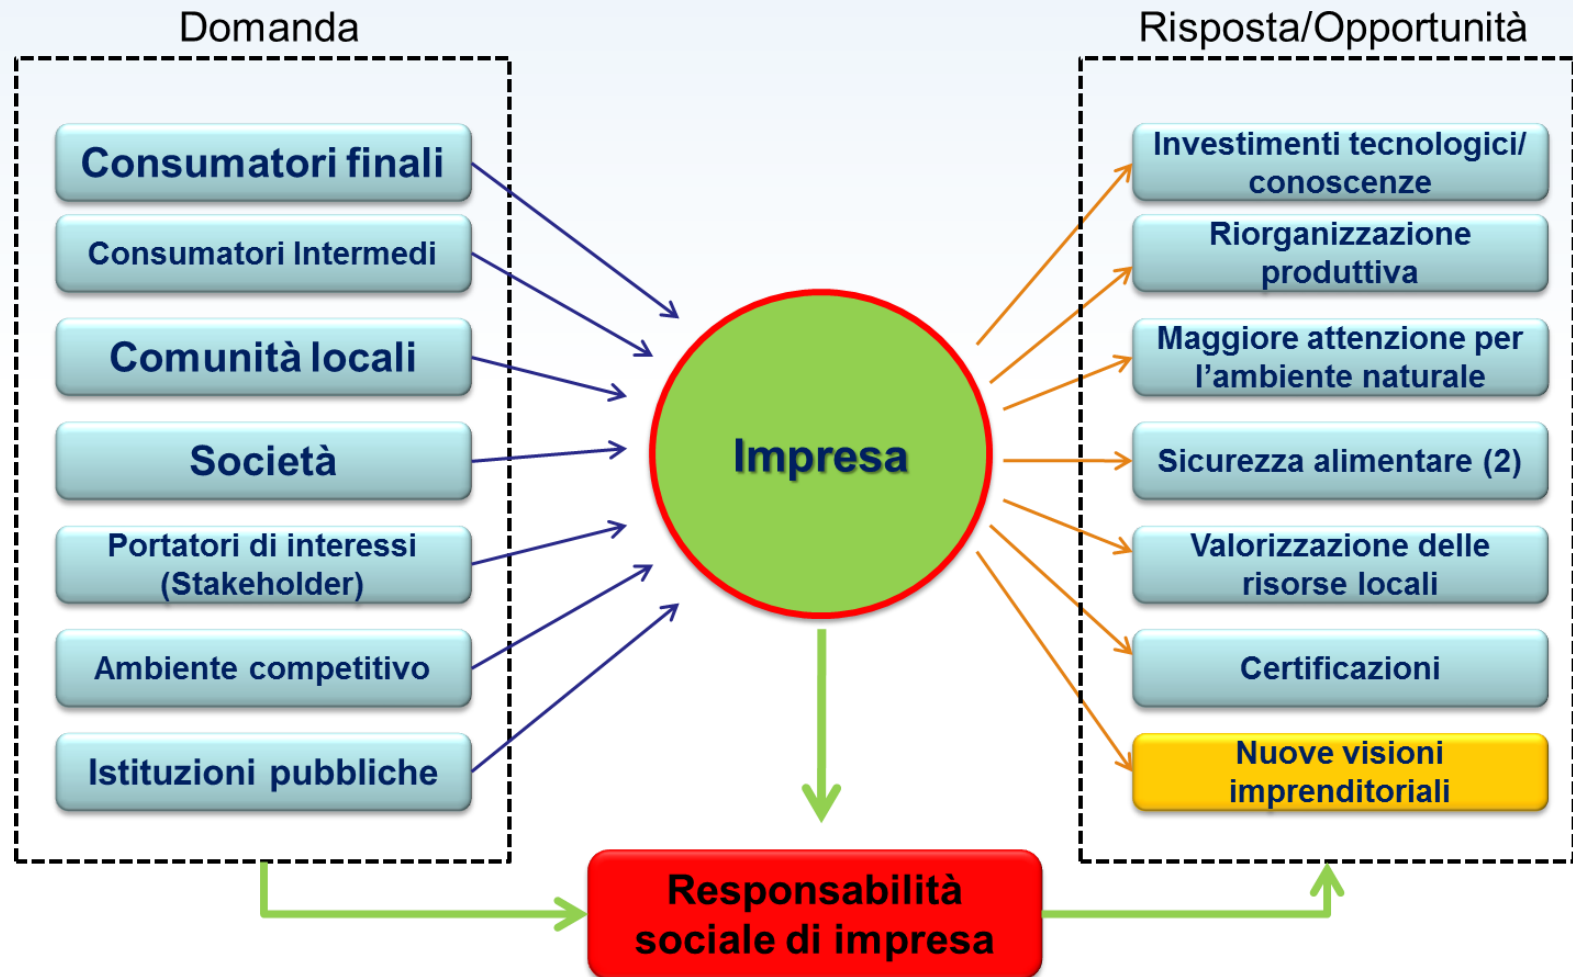 Domanda
Risposta/Opportunità
Consumatori finali
Consumatori Intermedi
Comunità locali
Società
Portatori di interessi
(Stakeholder)
Ambiente competitivo
Istituzioni pubbliche
Impresa
Investimenti tecnologici/
conoscenze
Riorganizzazione
produttiva
Maggiore attenzione per
l’ambiente naturale
Sicurezza alimentare (2)
Valorizzazione delle
risorse locali
Certificazioni
Nuove visioni
imprenditoriali
Responsabilità
sociale di impresa